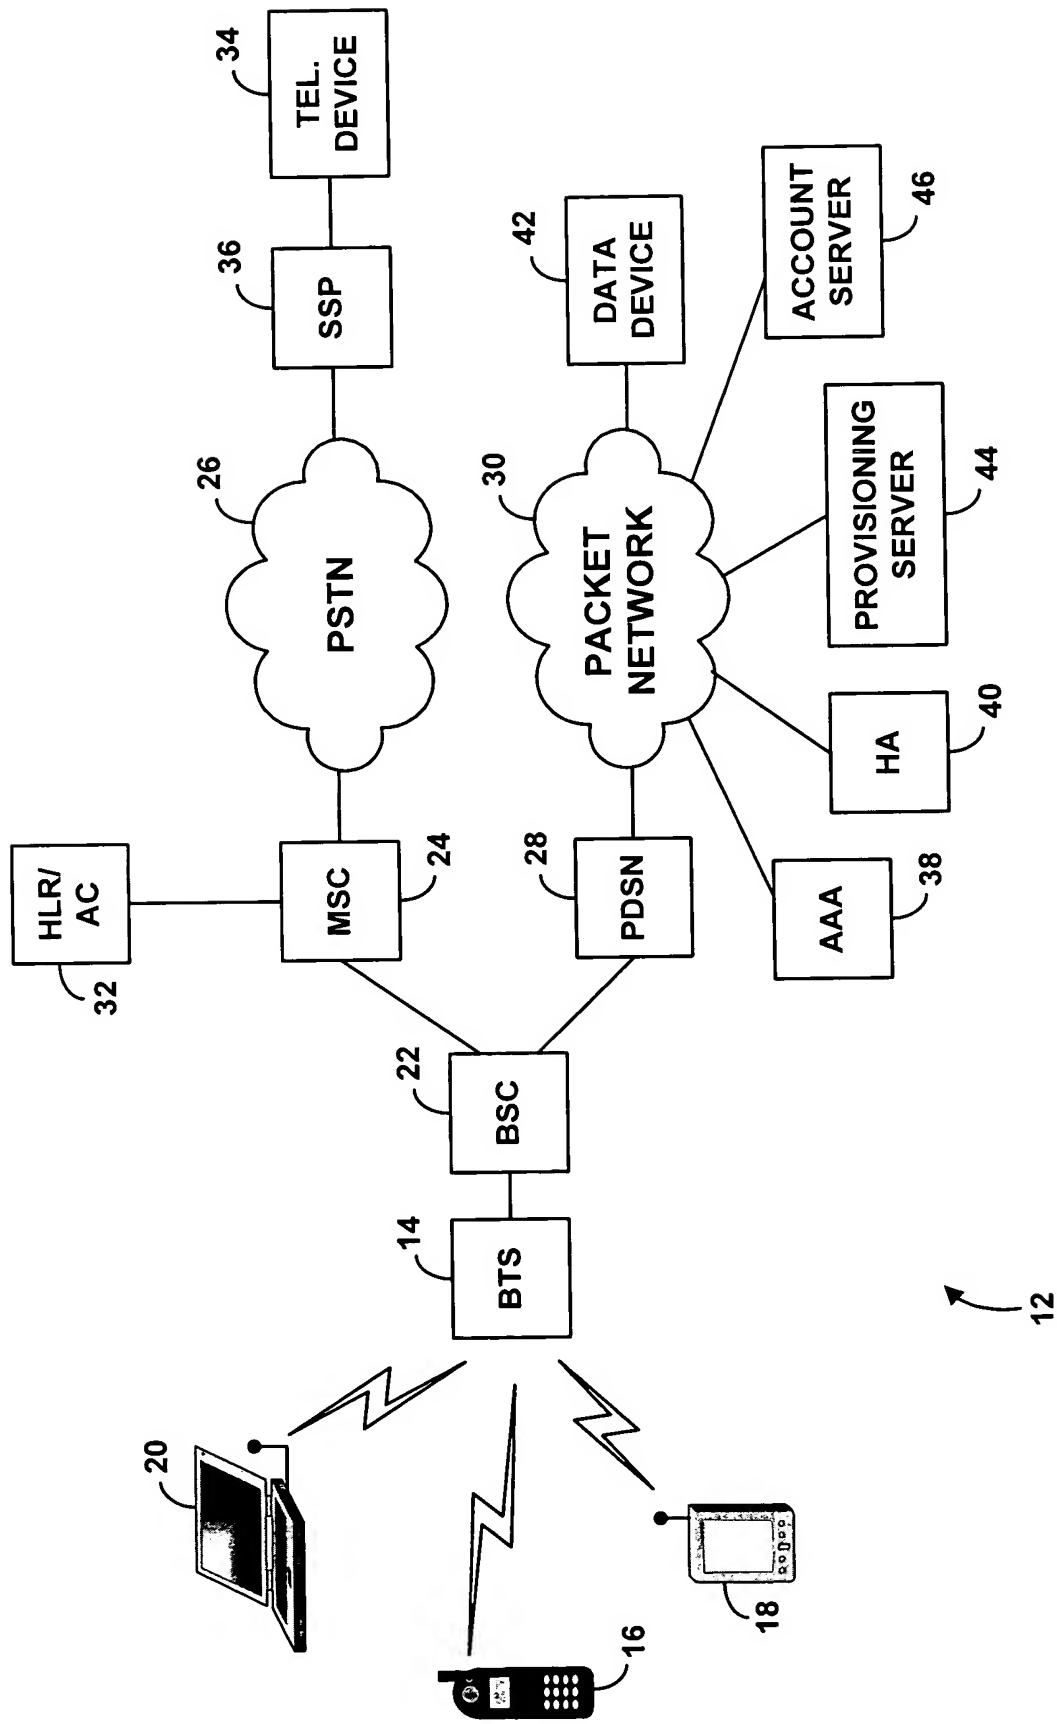 34
TEL.
DEVICE
36
SSP
26
PSTN
24
MSC
32
HLR/
AC
42
DATA
DEVICE
30
PACKET
NETWORK
28
PDSN
46
ACCOUNT
SERVER
44
PROVISIONING
SERVER
40
HA
38
AAA
22
BSC
14
BTS
20
16
18
12